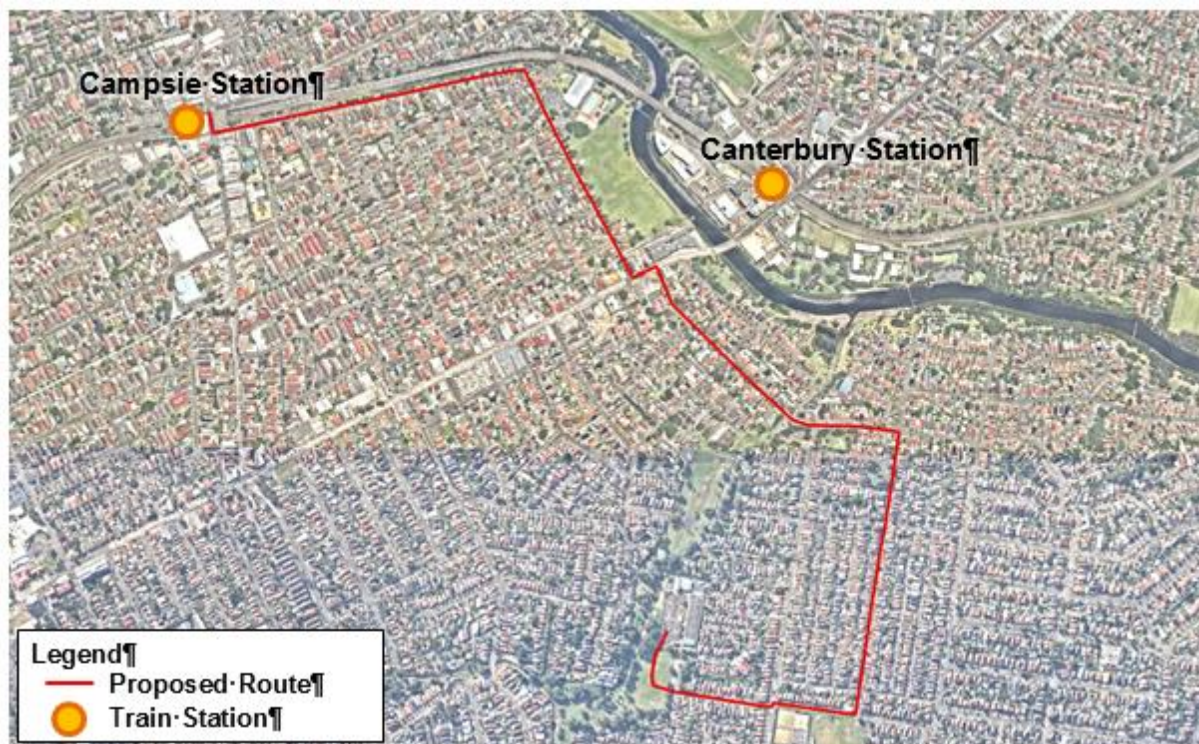 Campsie·Station¶
Canterbury·Station¶
Legend¶
Proposed·Route¶
Train·Station¶